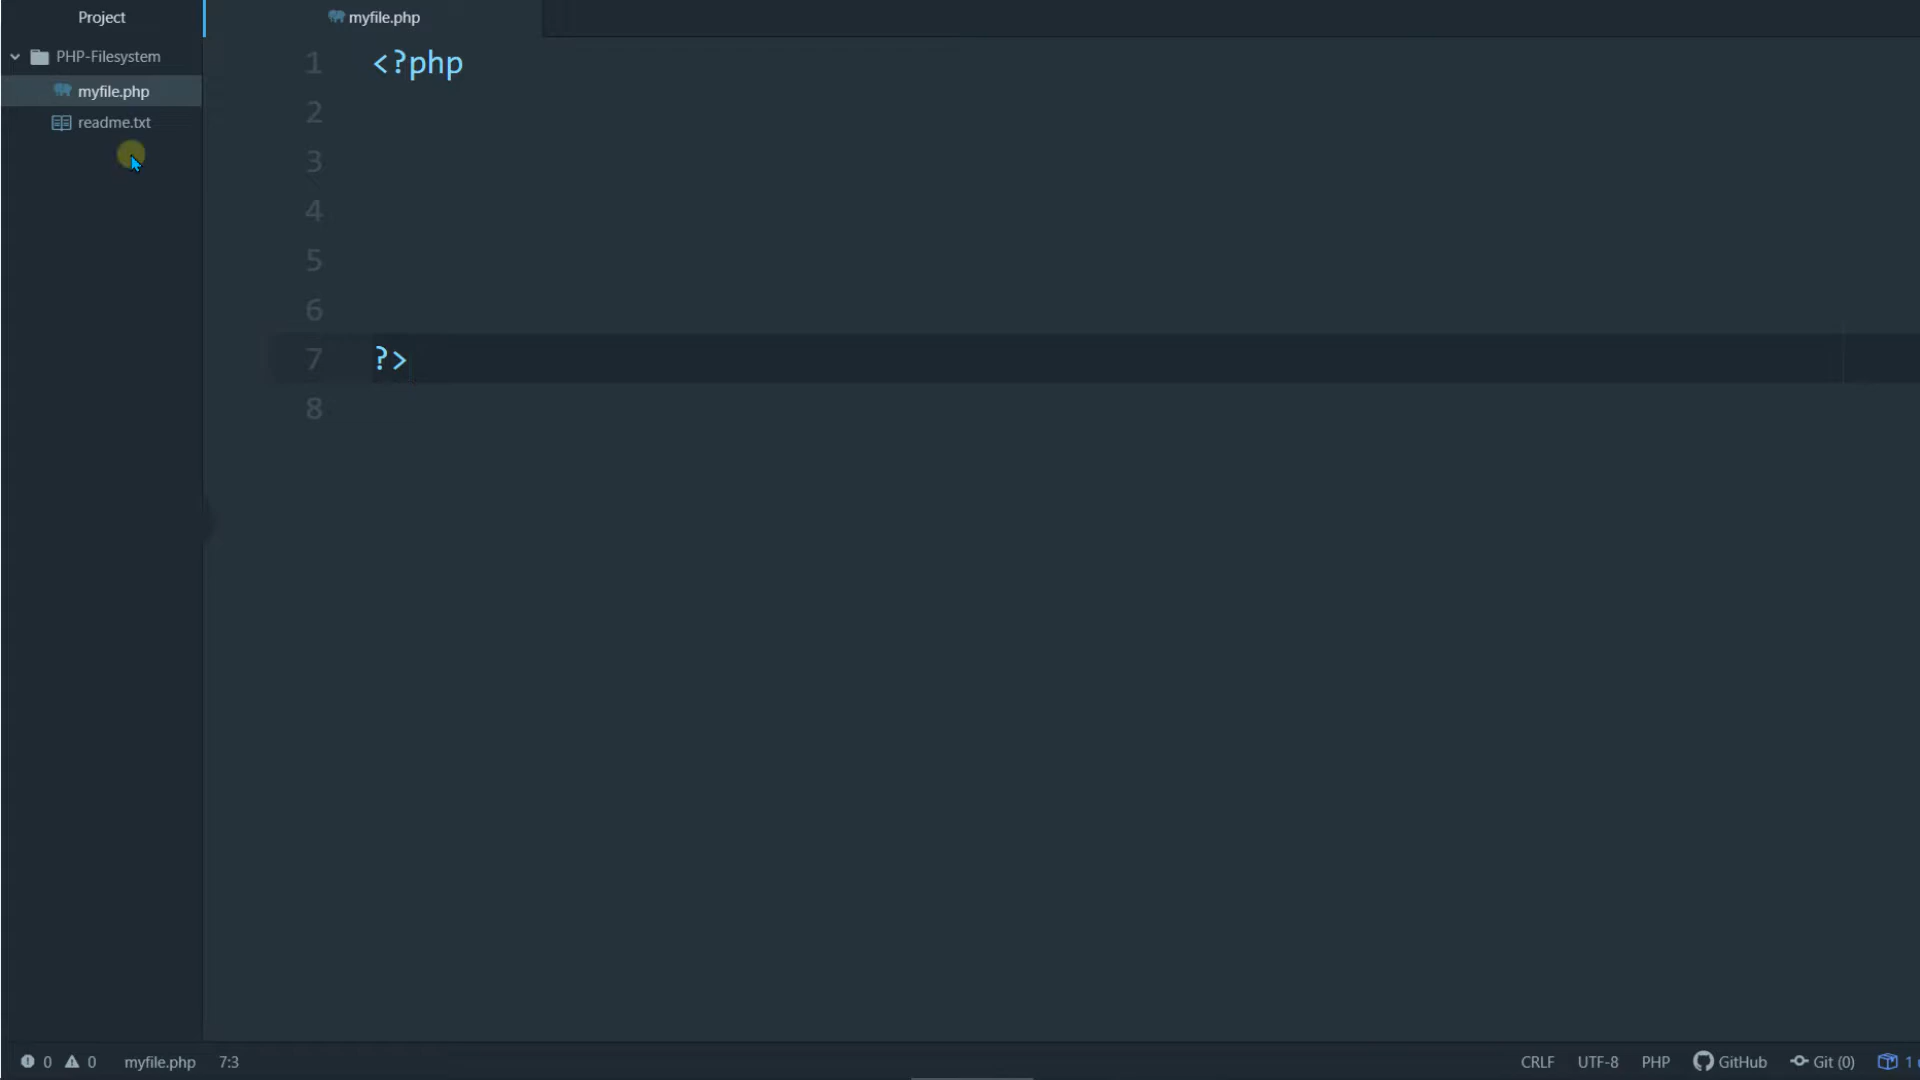 Project
myfile.php
PHP-Filesystem
myfile.php
readme.txt
1 <?php
2
3
4
5
6
7 ?>
8
0 0 myfile.php 7:3
CRLF UTF-8 PHP GitHub Git (0) 1